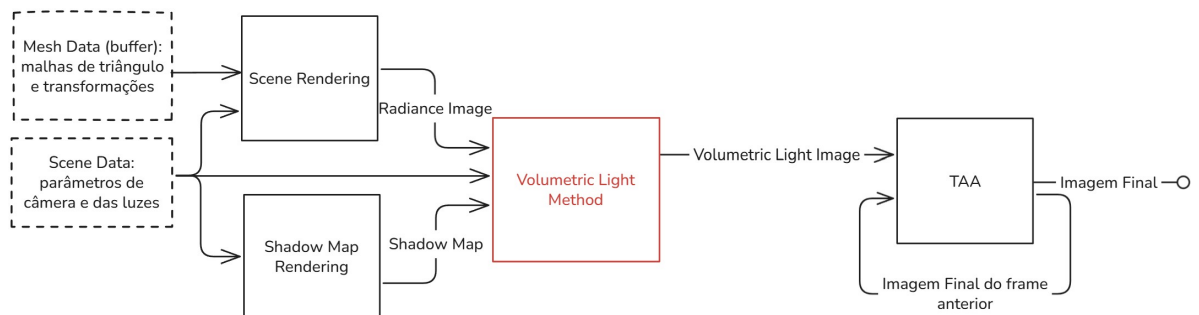 Mesh Data (buffer):
malhas de triângulo
e transformações
Scene Rendering
Radiance Image
Scene Data:
parâmetros de
câmera e das luzes
Shadow Map
Rendering
Shadow Map
Volumetric Light
Method
Volumetric Light Image
TAA
Imagem Final
Imagem Final do frame
anterior